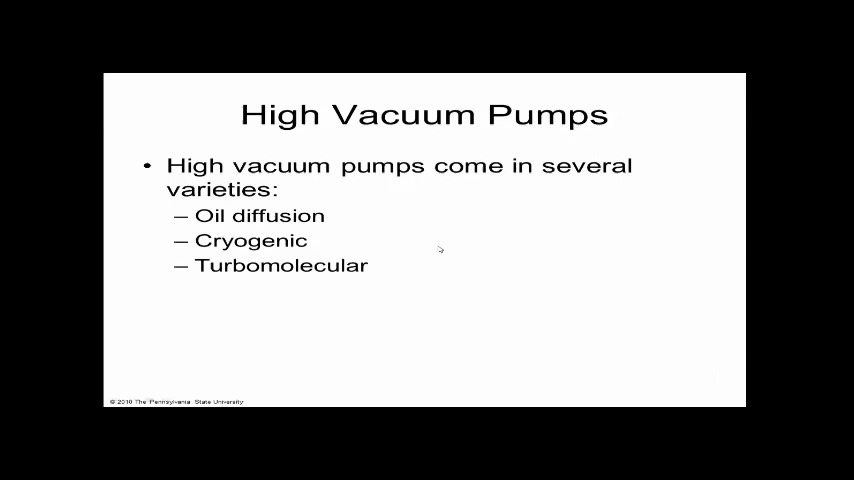 High Vacuum Pumps
• High vacuum pumps come in several
varieties:
– Oil diffusion
– Cryogenic
– Turbomolecular
© 2010 The Pennsylvania State University